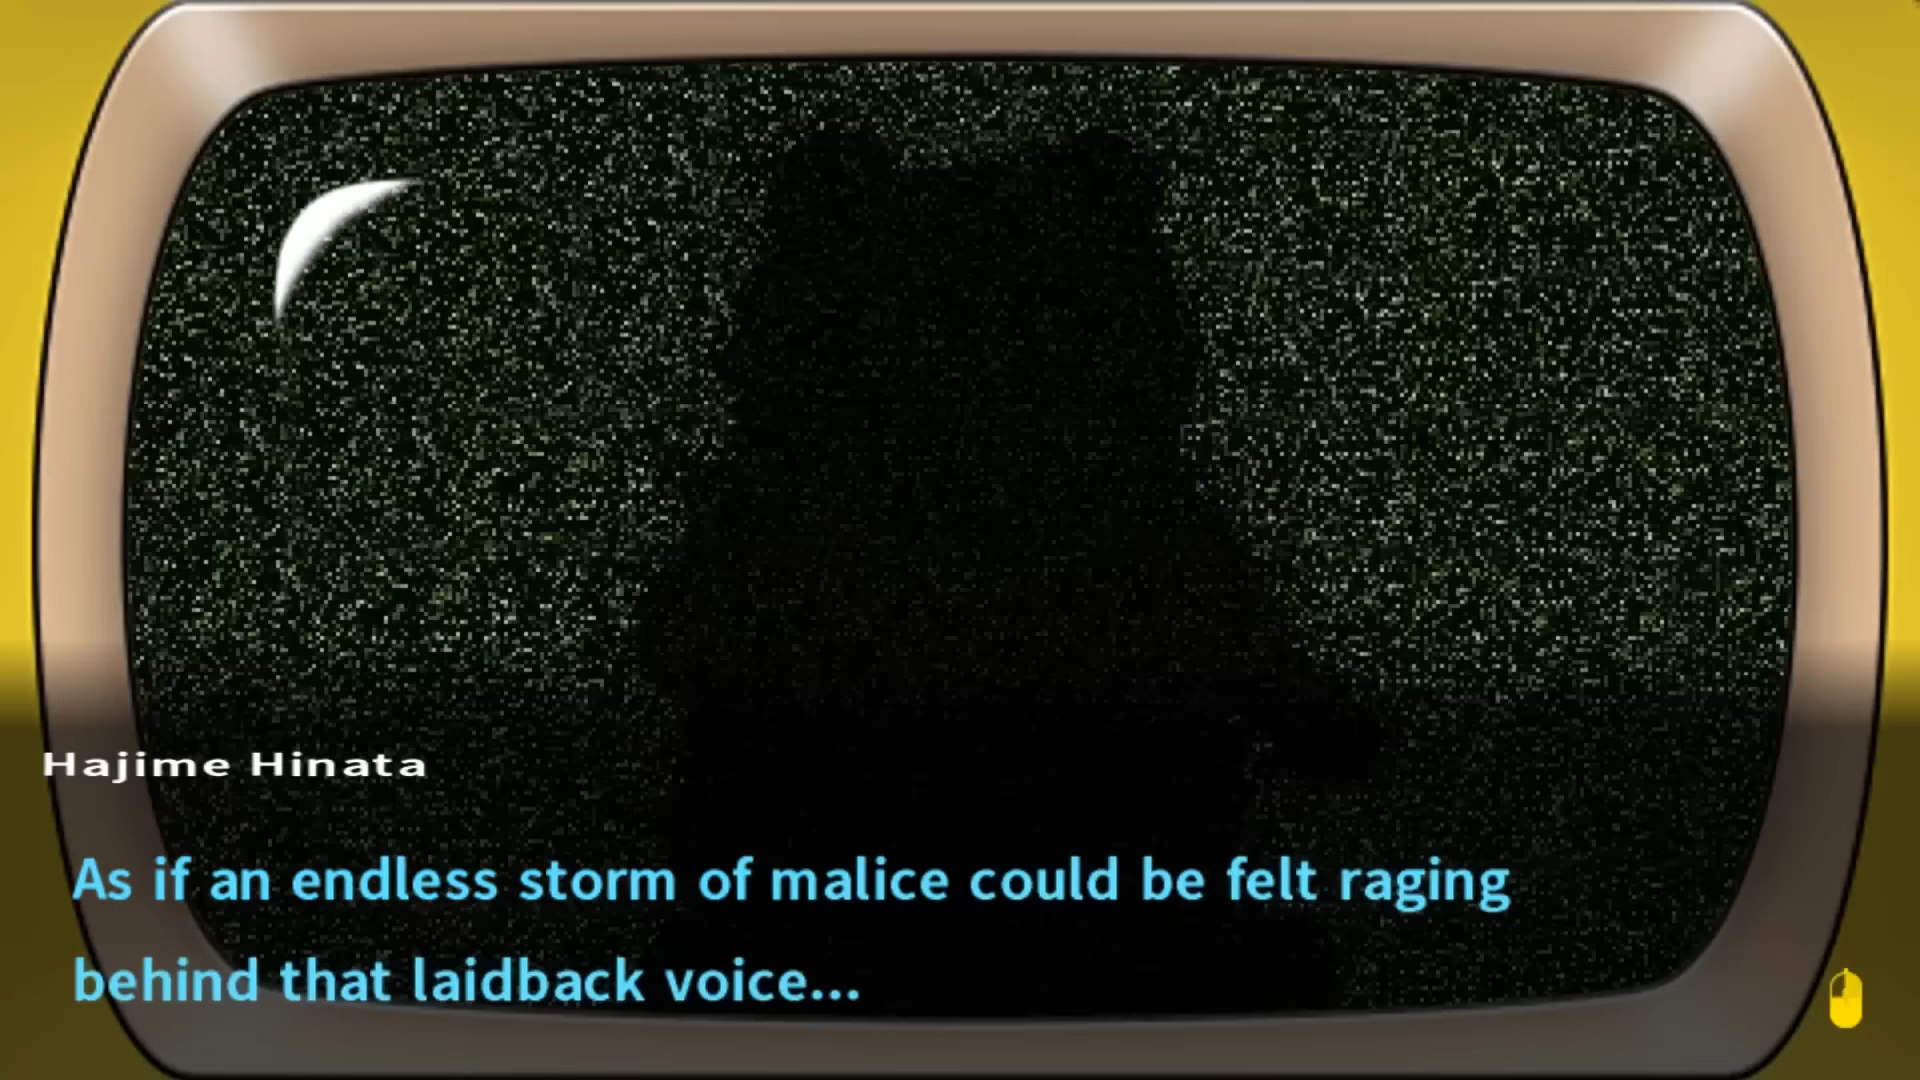 Hajime Hinata
As if an endless storm of malice could be felt raging
behind that laidback voice...